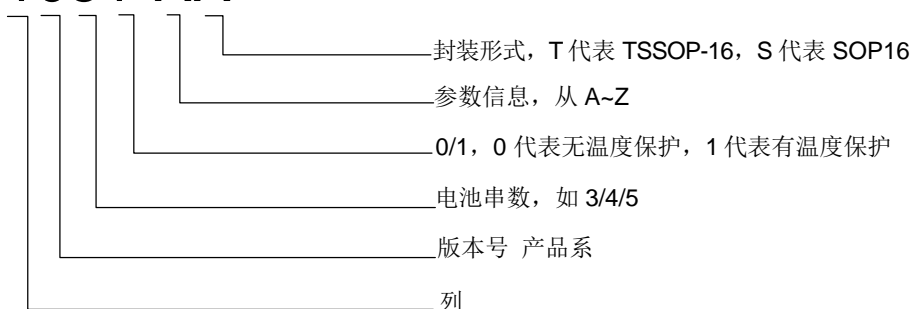 封装形式，T 代表 TSSOP-16，S 代表 SOP16
参数信息，从 A~Z
0/1，0 代表无温度保护，1 代表有温度保护
电池串数，如 3/4/5
版本号 产品系
列